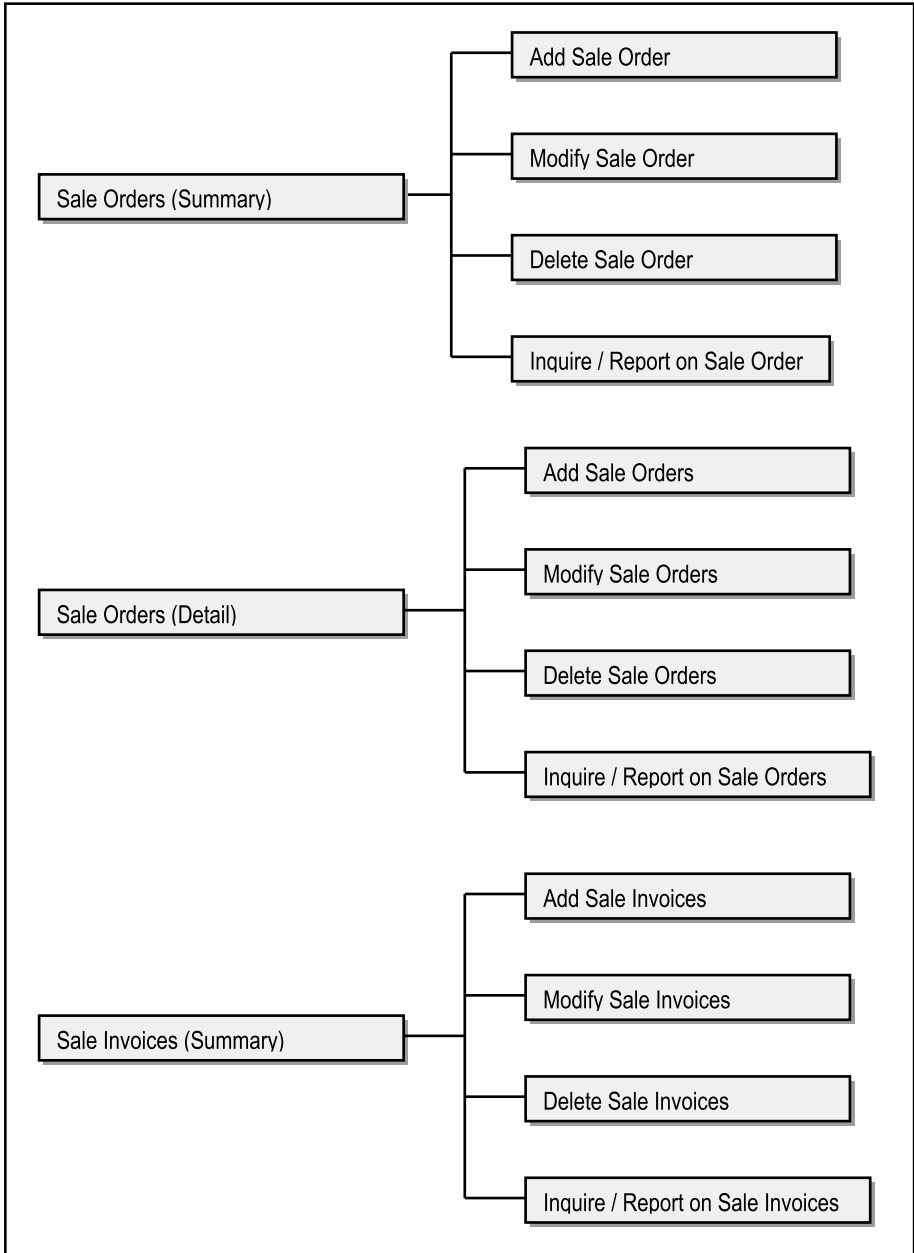 Add Sale Order
Modify Sale Order
Sale Orders (Summary)
Delete Sale Order
Inquire / Report on Sale Order
Add Sale Orders
Modify Sale Orders
Sale Orders (Detail)
Delete Sale Orders
Inquire / Report on Sale Orders
Add Sale Invoices
Modify Sale Invoices
Sale Invoices (Summary)
Delete Sale Invoices
Inquire / Report on Sale Invoices